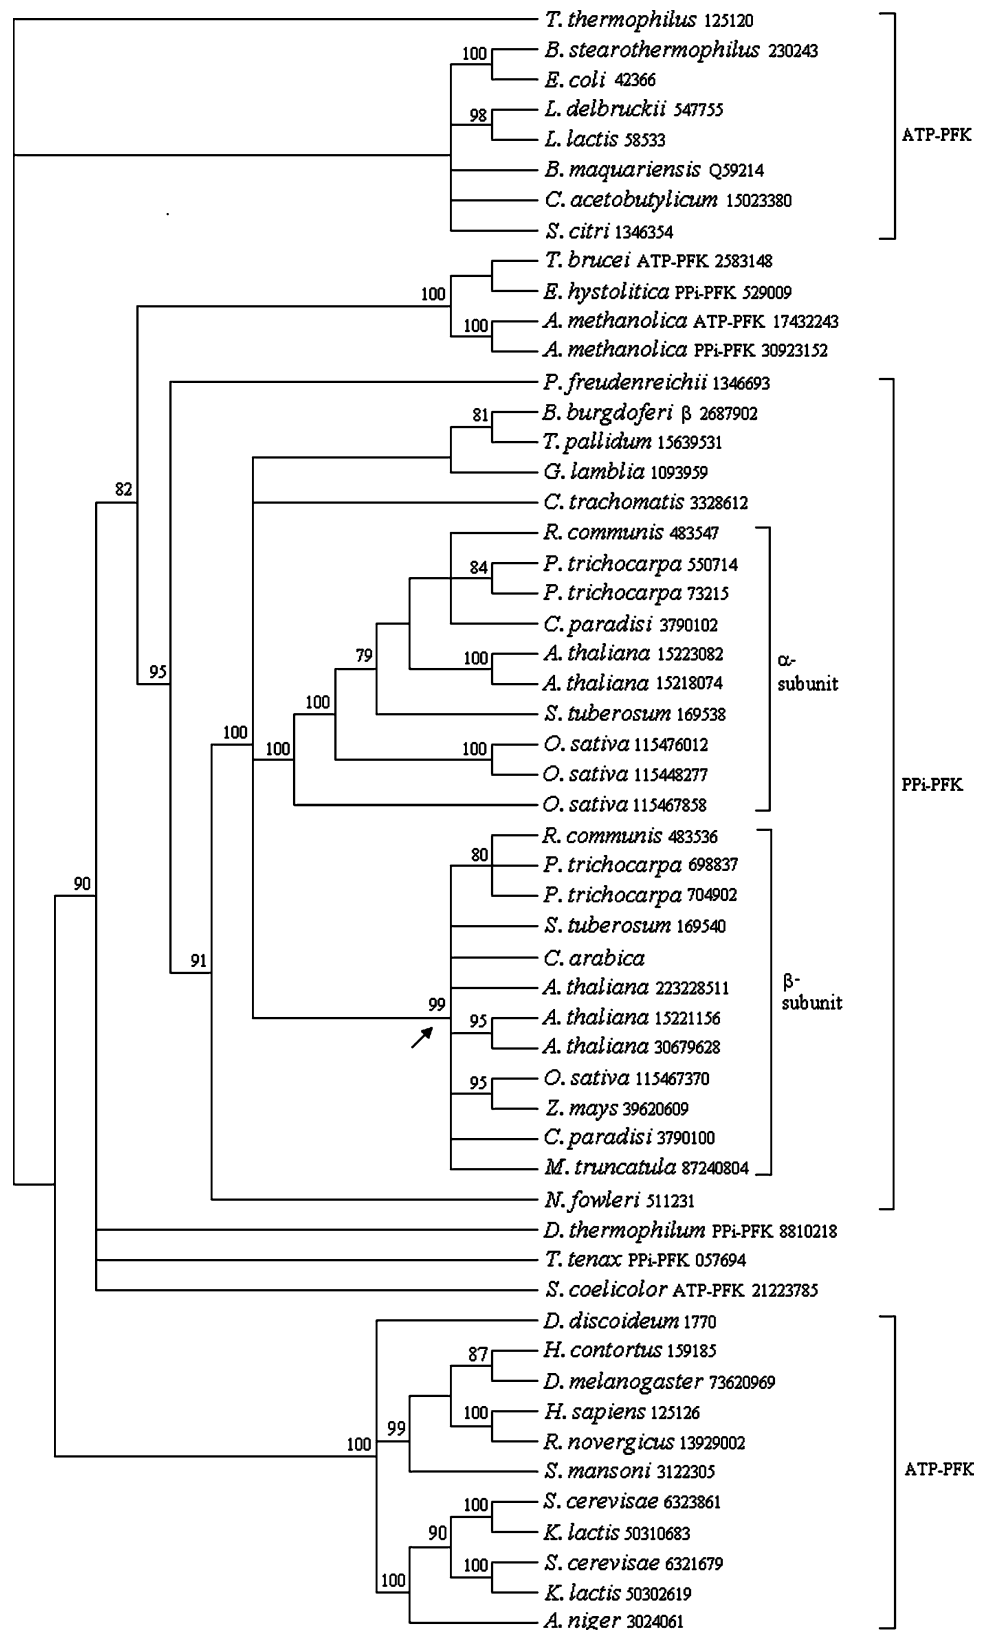 T. thermophilus 125120
100
B. stearothermophilus 230243
E. coli 42366
98
L. delbruckii 547755
L. lactis 58533
ATP-PFK
B. maquariensis Q59214
C. acetobutylicum 15023380
S. citri 1346354
T. brucei ATP-PFK 2583148
100
E. hystolitica PPi-PFK 529009
A. methanolica ATP-PFK 17432243
100
A. methanolica PPi-PFK 30923152
P. freudenreichii 1346693
81
B. burgdoferi β 2687902
T. pallidum 15639531
G. lamblia 1093959
82
C. trachomatis 3328612
R. communis 483547
84
P. trichocarpa 550714
P. trichocarpa 73215
C. paradisi 3790102
79
A. thaliana 15223082
100
α-
subunit
95
A. thaliana 15218074
100
S. tuberosum 169538
100
O. sativa 115476012
100
100
O. sativa 115448277
PPi-PFK
O. sativa 115467858
R. communis 483536
80
P. trichocarpa 698837
90
P. trichocarpa 704902
S. tuberosum 169540
91
C. arabica
β-
subunit
A. thaliana 223228511
99
95
A. thaliana 15221156
A. thaliana 30679628
95
O. sativa 115467370
Z. mays 39620609
C. paradisi 3790100
M. truncatula 87240804
N. fowleri 511231
D. thermophilum PPi-PFK 8810218
T. tenax PPi-PFK 057694
S. coelicolor ATP-PFK 21223785
D. discoideum 1770
87
H. contortus 159185
D. melanogaster 73620969
100
H. sapiens 125126
99
100
R. novergicus 13929002
S. mansoni 3122305
ATP-PFK
100
S. cerevisae 6323861
90
K. lactis 50310683
100
S. cerevisae 6321679
100
K. lactis 50302619
A. niger 3024061